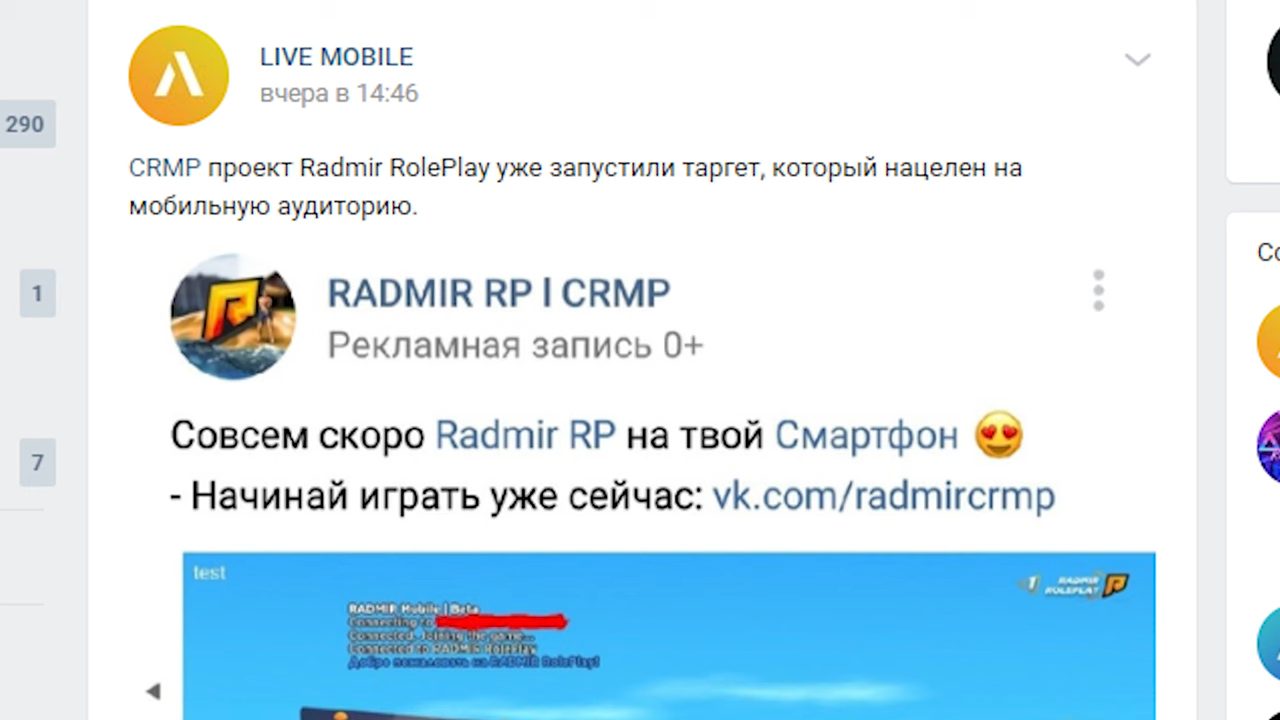 LIVE MOBILE
вчера в 14:46
290
CRMP проект Radmir RolePlay уже запустили таргет, который нацелен на
мобильную аудиторию.
1
RADMIR RP | CRMP
Рекламная запись 0+
Совсем скоро Radmir RP на твой Смартфон
7
- Начинай играть уже сейчас: vk.com/radmircrmp
test
RADMIR ROLEPLAY
RADMIR Mobile | Beta
Connecting to
Connected. Joining the game...
Connected to RADMIR RolePlay
Добро пожаловать на RADMIR RolePlay!